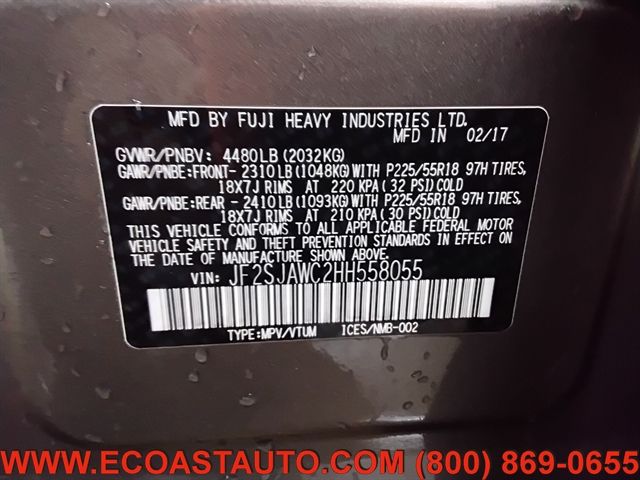 MFD BY FUJI HEAVY INDUSTRIES LTD.
MFD IN 02/17
GVWR/PNBV: 4480LB (2032KG)
GAWR/PNBE:FRONT- 2310LB (1048KG) WITH P225/55R18 97H TIRES,
18X7J RIMS AT 220 KPA (32 PSI) COLD
GAWR/PNBE:REAR - 2410LB (1093KG) WITH P225/55R18 97H TIRES,
18X7J RIMS AT 210 KPA (30 PSI) COLD
THIS VEHICLE CONFORMS TO ALL APPLICABLE FEDERAL MOTOR
VEHICLE SAFETY AND THEFT PREVENTION STANDARDS IN EFFECT ON
THE DATE OF MANUFACTURE SHOWN ABOVE.
VIN: JF2SJAWC2HH558055
TYPE:MPV/VTUM ICES/NMB-002
WWW.ECOASTAUTO.COM (800) 869-0655